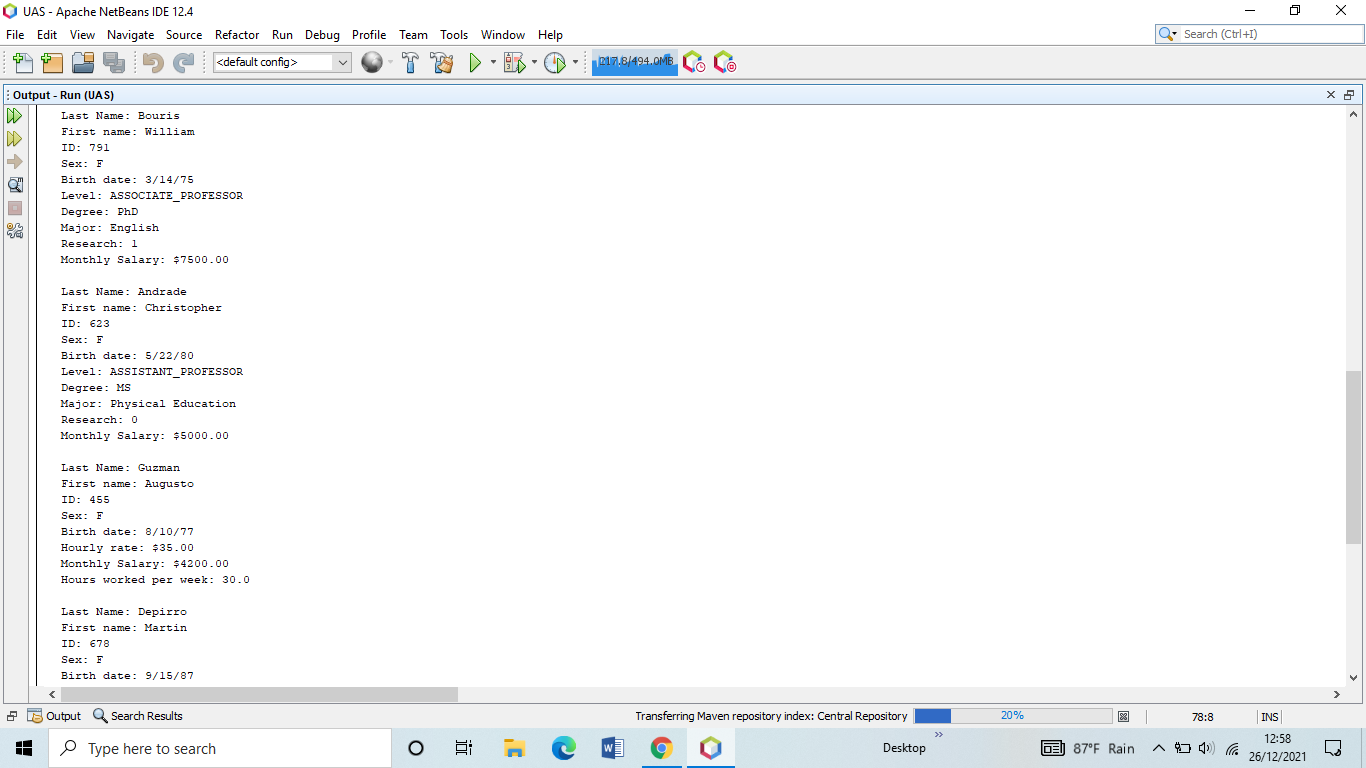 UAS - Apache NetBeans IDE 12.4
File Edit View Navigate Source Refactor Run Debug Profile Team Tools Window Help
Search (Ctrl+I)
<default config>
217.8/494.0MB
Output - Run (UAS)
Last Name: Bouris
First name: William
ID: 791
Sex: F
Birth date: 3/14/75
Level: ASSOCIATE_PROFESSOR
Degree: PhD
Major: English
Research: 1
Monthly Salary: $7500.00
Last Name: Andrade
First name: Christopher
ID: 623
Sex: F
Birth date: 5/22/80
Level: ASSISTANT_PROFESSOR
Degree: MS
Major: Physical Education
Research: 0
Monthly Salary: $5000.00
Last Name: Guzman
First name: Augusto
ID: 455
Sex: F
Birth date: 8/10/77
Hourly rate: $35.00
Monthly Salary: $4200.00
Hours worked per week: 30.0
Last Name: Depirro
First name: Martin
ID: 678
Sex: F
Birth date: 9/15/87
Output Search Results Transferring Maven repository index: Central Repository 20% 78:8 INS
Type here to search
Desktop
87°F Rain
12:58
26/12/2021